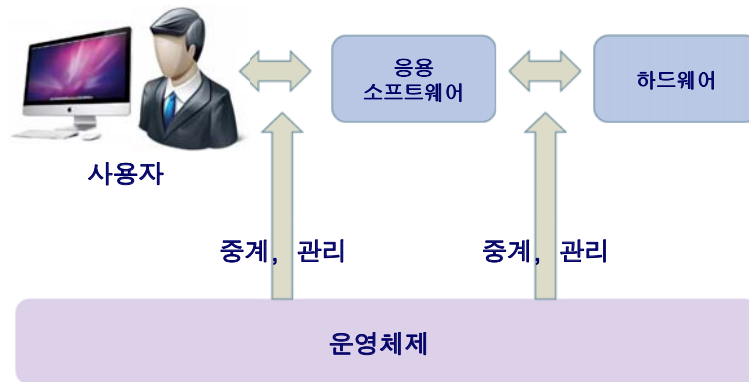 응용
소프트웨어
하드웨어
사용자
중계, 관리
중계, 관리
운영체제